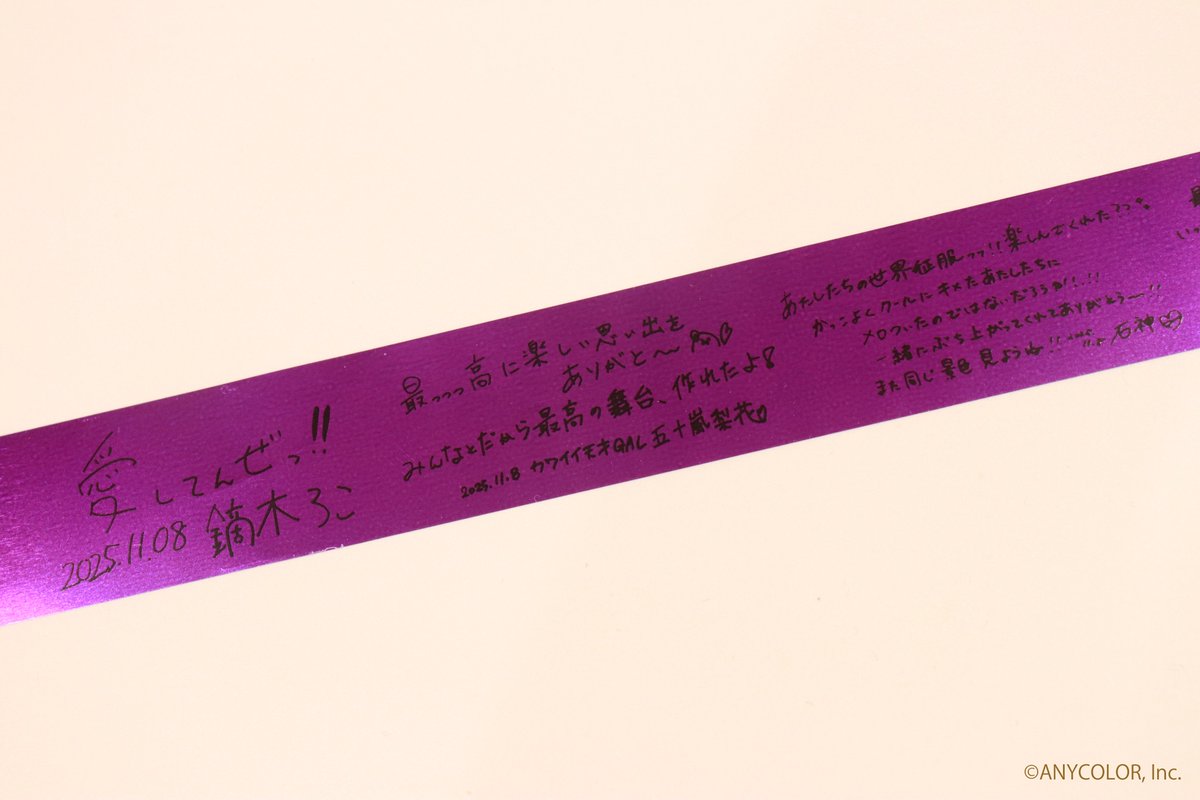 愛してんぜっ!!
2025.11.08 鏑木ろこ
最っっっ高に楽しい思い出を
ありがと〜
みんなとだから最高の舞台、作れたよ!
2025.11.8 カワイイ天才GAL 五十嵐梨花
あたしたちの世界征服ッッ!!楽しんでくれた?
かっこよくクールにキメたあたしたちに
メロついたのではないだろうか!!..!!
一緒にぶち上がってくれてありがとうー!!
また同じ景色見ようね!! 石神
いっ
©ANYCOLOR, Inc.